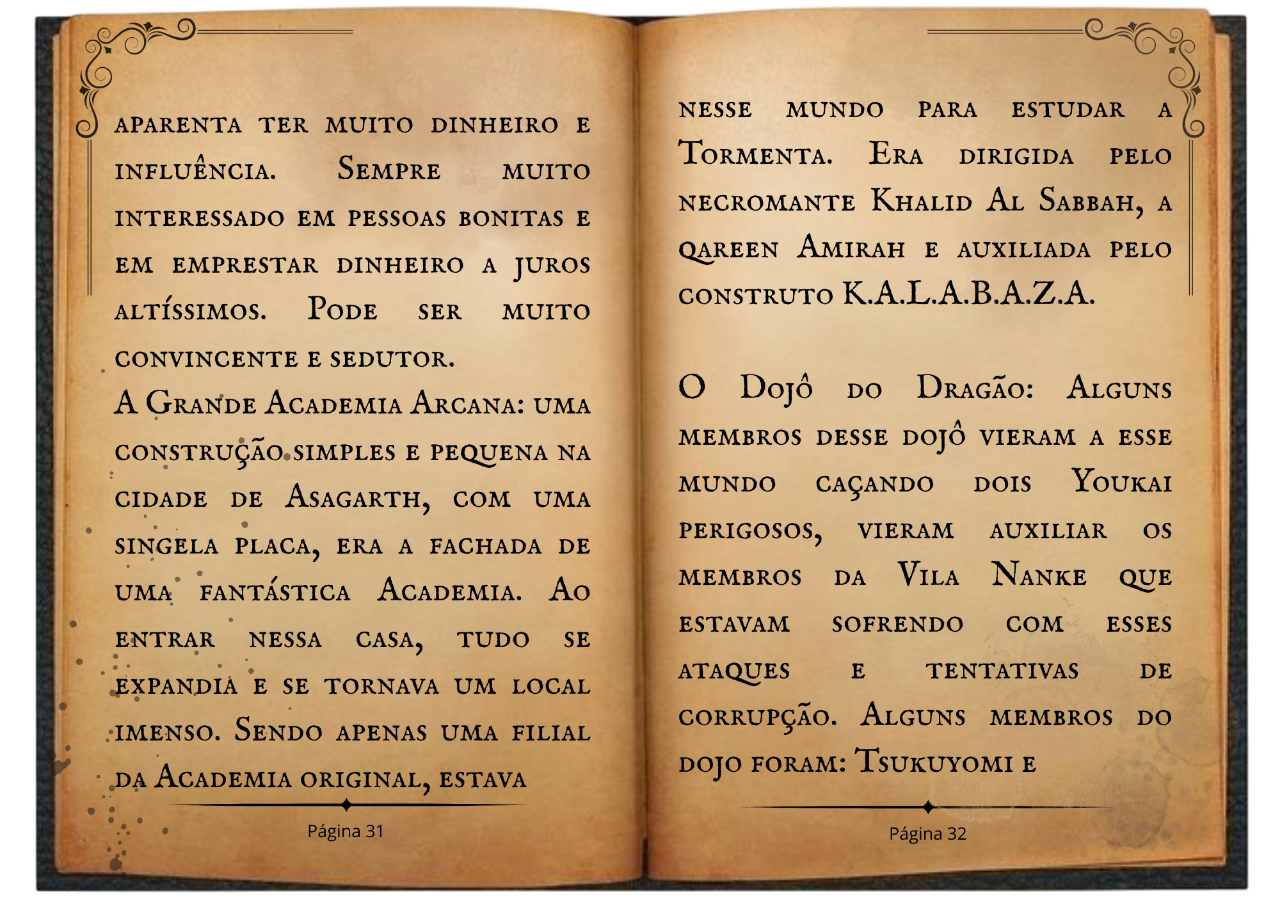 aparenta ter muito dinheiro e
influência. Sempre muito
interessado em pessoas bonitas e
em emprestar dinheiro a juros
altíssimos. Pode ser muito
convincente e sedutor.
A Grande Academia Arcana: uma
construção simples e pequena na
cidade de Asagarth, com uma
singela placa, era a fachada de
uma fantástica Academia. Ao
entrar nessa casa, tudo se
expandia e se tornava um local
imenso. Sendo apenas uma filial
da Academia original, estava
Página 31
nesse mundo para estudar a
Tormenta. Era dirigida pelo
necromante Khalid Al Sabbah, a
qareen Amirah e auxiliada pelo
construto K.A.L.A.B.A.Z.A.
O Dojô do Dragão: Alguns
membros desse dojô vieram a esse
mundo caçando dois Youkai
perigosos, vieram auxiliar os
membros da Vila Nanke que
estavam sofrendo com esses
ataques e tentativas de
corrupção. Alguns membros do
dojo foram: Tsukuyomi e
Página 32